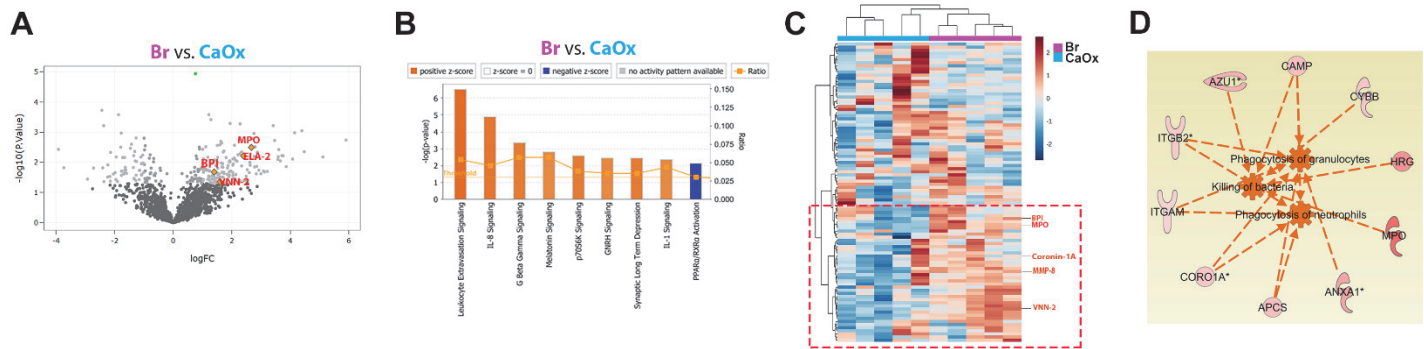 A
Br vs. CaOx
5
4
3
2
1
0
-4
-2
0
2
4
6
-log10(P.Value)
logFC
MPO
ELA-2
BPI
VNN-2
B
Br vs. CaOx
positive z-score
z-score = 0
negative z-score
no activity pattern available
Ratio
6
5
4
3
2
1
0
-log(p-value)
0.150
0.125
0.100
0.075
0.050
0.025
0.000
Ratio
Threshold
Leukocyte Extravasation Signaling
IL-8 Signaling
G Beta Gamma Signaling
Melatonin Signaling
p70S6K Signaling
GNRH Signaling
Synaptic Long Term Depression
IL-1 Signaling
PPARα/RXRα Activation
C
Br
CaOx
2
1
0
-1
-2
BPI
MPO
Coronin-1A
MMP-8
VNN-2
D
CAMP
AZU1*
CYBB
ITGB2*
Phagocytosis of granulocytes
HRG
Killing of bacteria
ITGAM
Phagocytosis of neutrophils
MPO
CORO1A*
ANXA1*
APCS